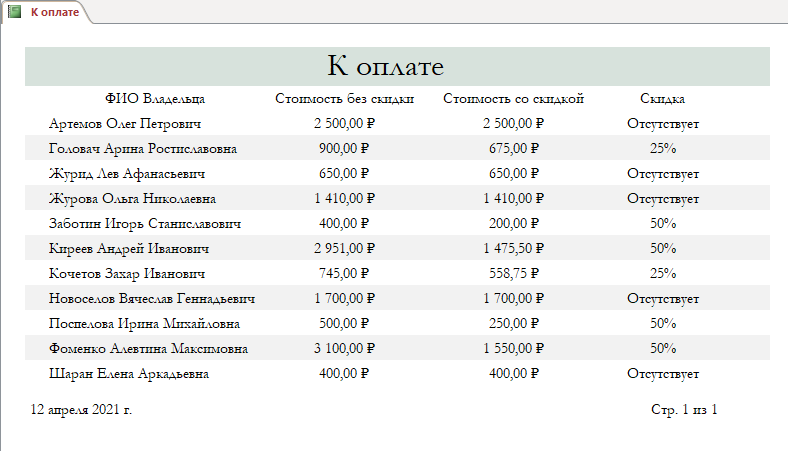 К оплате
К оплате
ФИО Владельца Стоимость без скидки Стоимость со скидкой Скидка
Артемов Олег Петрович 2 500,00 ₽ 2 500,00 ₽ Отсутствует
Головач Арина Ростиславовна 900,00 ₽ 675,00 ₽ 25%
Журид Лев Афанасьевич 650,00 ₽ 650,00 ₽ Отсутствует
Журова Ольга Николаевна 1 410,00 ₽ 1 410,00 ₽ Отсутствует
Заботин Игорь Станиславович 400,00 ₽ 200,00 ₽ 50%
Киреев Андрей Иванович 2 951,00 ₽ 1 475,50 ₽ 50%
Кочетов Захар Иванович 745,00 ₽ 558,75 ₽ 25%
Новоселов Вячеслав Геннадьевич 1 700,00 ₽ 1 700,00 ₽ Отсутствует
Поспелова Ирина Михайловна 500,00 ₽ 250,00 ₽ 50%
Фоменко Алевтина Максимовна 3 100,00 ₽ 1 550,00 ₽ 50%
Шаран Елена Аркадьевна 400,00 ₽ 400,00 ₽ Отсутствует
12 апреля 2021 г. Стр. 1 из 1